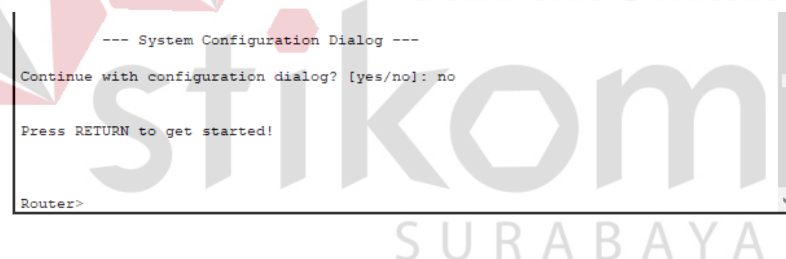 --- System Configuration Dialog ---
Continue with configuration dialog? [yes/no]: no
Press RETURN to get started!
Router>
stikom
SURABAYA